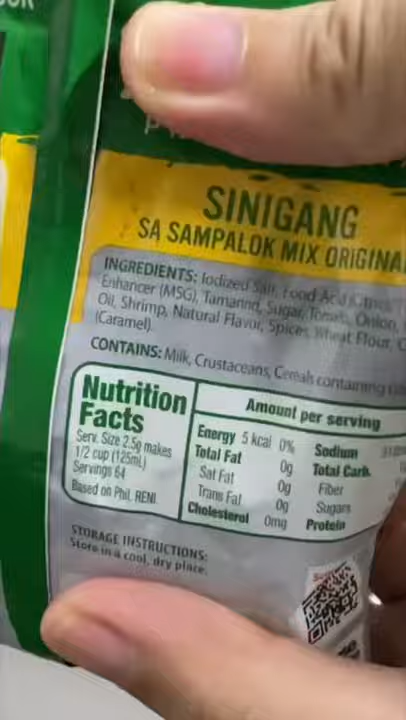 SINIGANG
SA SAMPALOK MIX ORIGINAL
INGREDIENTS: Iodized Salt, Food Acid
Enhancer (MSG), Tamarind, Sugar, Tomato, Onion,
Oil, Shrimp, Natural Flavor, Spices, Wheat Flour,
(Caramel).
CONTAINS: Milk, Crustaceans, Cereals containing
Nutrition
Facts
Serv. Size 2.5g makes
1/2 cup (125mL)
Servings 64
Based on Phil. RENI
Amount per serving
Energy 5 kcal 0%
Total Fat 0g
Sat Fat 0g
Trans Fat 0g
Cholesterol 0mg
Sodium
Total Carb.
Fiber
Sugars
Protein
STORAGE INSTRUCTIONS:
Store in a cool, dry place.